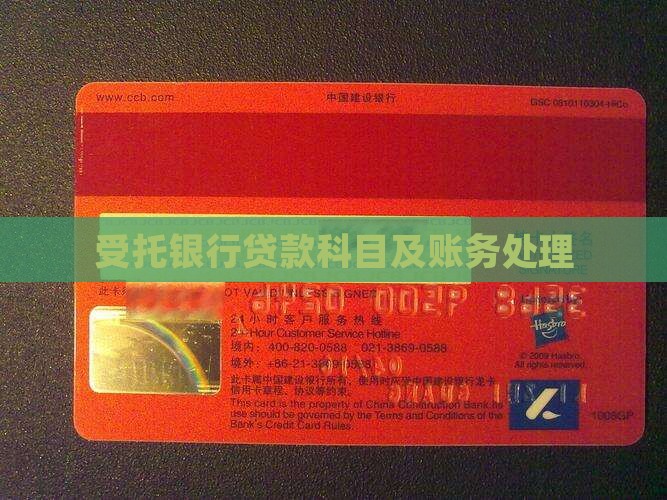 www.ccb.com 中国建设银行
受托银行贷款科目及账务处理
24小时客户服务热线
24-Hour Customer Service Hotline:
境内：400-820-0588 021-3869-0588
境外：+86-21-3869-0588
此卡属中国建设银行所有，使用时应受中国建设银行龙卡
信用卡章程、协议等约束。
This card is the property of China Construction Bank.
use should be governed by the Terms and Conditions of the
Bank's Credit Card Rules.
Hasbro
© 2009 Hasbro.
All rights reserved.
1008GP